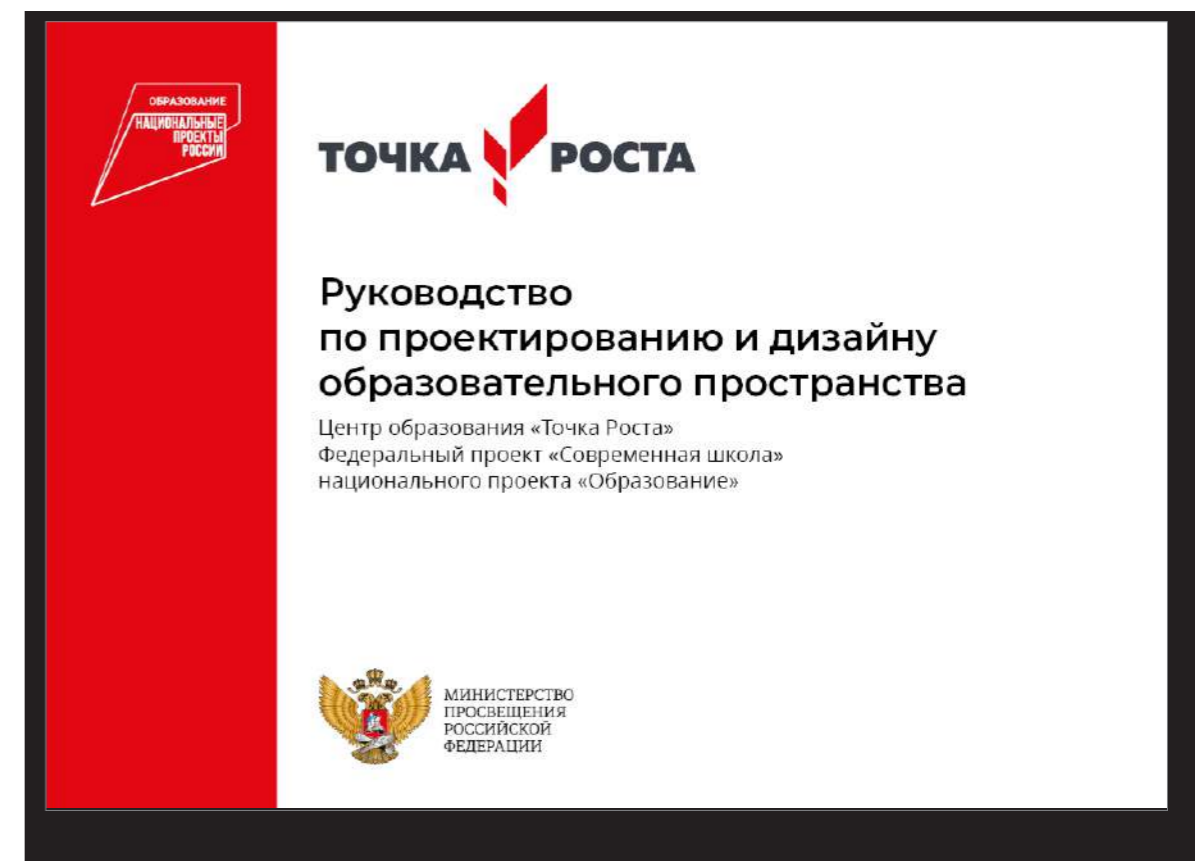 ОБРАЗОВАНИЕ
НАЦИОНАЛЬНЫЕ
ПРОЕКТЫ
РОССИИ
ТОЧКА РОСТА
Руководство
по проектированию и дизайну
образовательного пространства
Центр образования «Точка Роста»
Федеральный проект «Современная школа»
национального проекта «Образование»
МИНИСТЕРСТВО
ПРОСВЕЩЕНИЯ
РОССИЙСКОЙ
ФЕДЕРАЦИИ